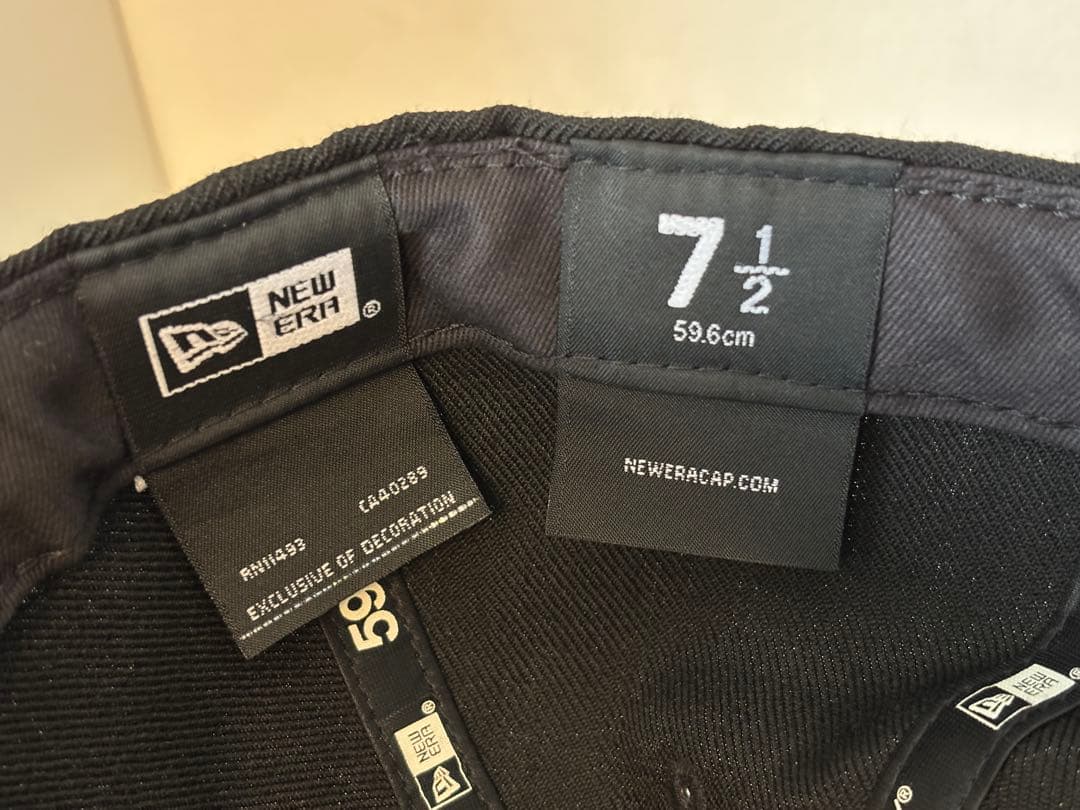 NEW
ERA
®
7 1/2
59.6cm
CA40289
RN11493
EXCLUSIVE OF DECORATION
NEWERACAP.COM
59
NEW
ERA
®
NEW
ERA
®